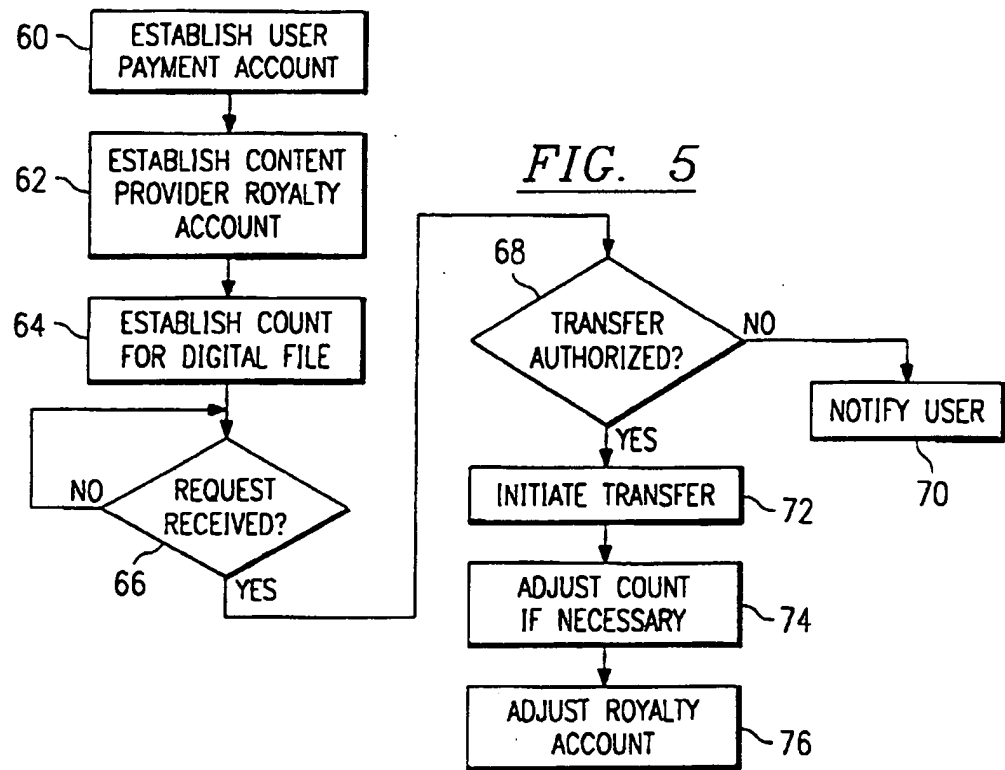 60
ESTABLISH USER
PAYMENT ACCOUNT
62
ESTABLISH CONTENT
PROVIDER ROYALTY
ACCOUNT
64
ESTABLISH COUNT
FOR DIGITAL FILE
NO
REQUEST
RECEIVED?
66
YES
FIG. 5
68
TRANSFER
AUTHORIZED?
NO
NOTIFY USER
70
YES
INITIATE TRANSFER
72
ADJUST COUNT
IF NECESSARY
74
ADJUST ROYALTY
ACCOUNT
76